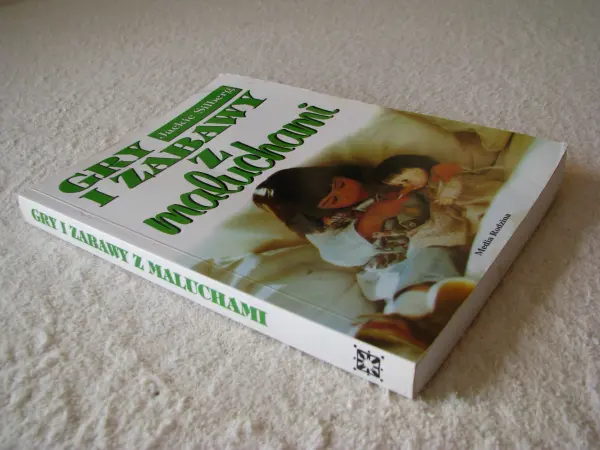 Jackie Silberg
GRY
I ZABAWY
Z
maluchami
Media Rodzina
GRY I ZABAWY Z MALUCHAMI